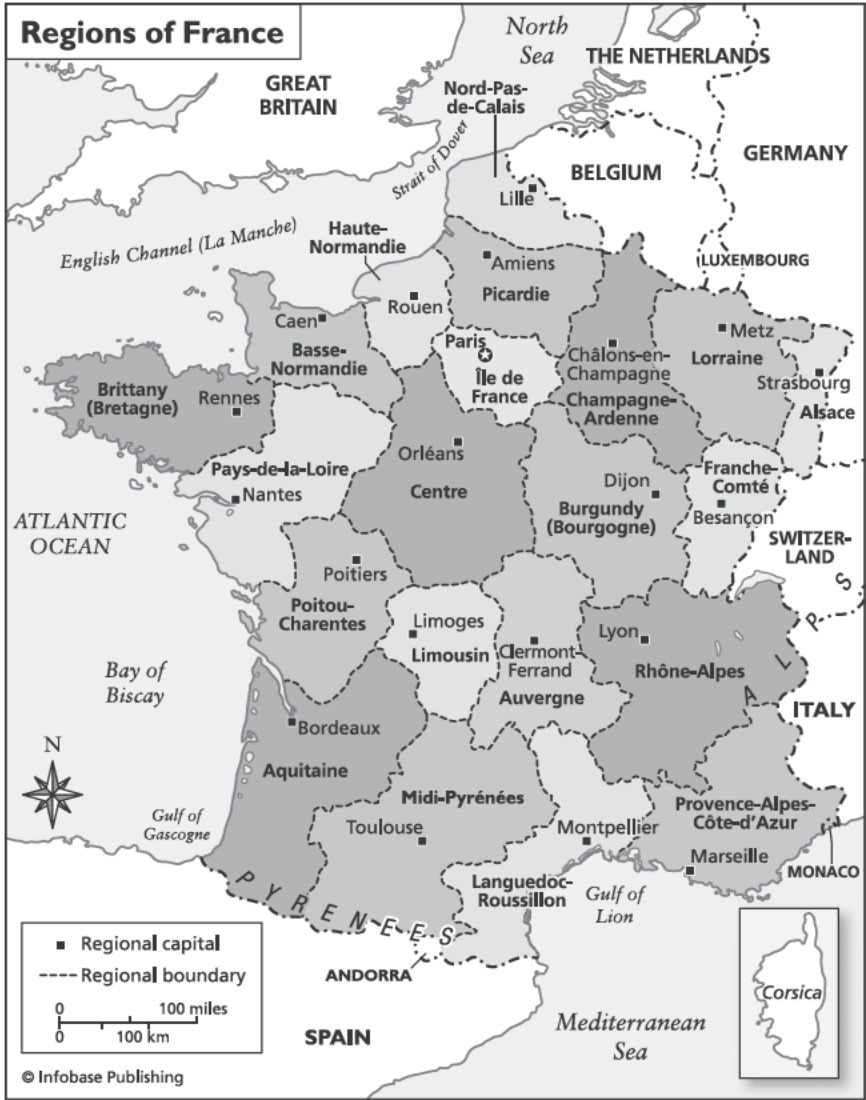 Regions of France
North
Sea
THE NETHERLANDS
GREAT
BRITAIN
Nord-Pas-
de-Calais
Strait of Dover
BELGIUM
GERMANY
Lille
English Channel (La Manche)
Haute-
Normandie
LUXEMBOURG
Amiens
Picardie
Rouen
Caen
Basse-
Normandie
Paris
Île de
France
Châlons-en-
Champagne
Champagne-
Ardenne
Metz
Lorraine
Strasbourg
Alsace
Brittany
(Bretagne)
Rennes
Orléans
Centre
Pays-de-la-Loire
Nantes
Franche-
Comté
Besançon
Dijon
Burgundy
(Bourgogne)
ATLANTIC
OCEAN
SWITZER-
LAND
Poitiers
Poitou-
Charentes
Limoges
Limousin
Clermont-
Ferrand
Auvergne
Lyon
Rhône-Alpes
ALPS
Bay of
Biscay
ITALY
Bordeaux
Aquitaine
N
Midi-Pyrénées
Toulouse
Gulf of
Gascogne
Montpellier
Provence-Alpes-
Côte-d'Azur
Marseille
MONACO
Languedoc-
Roussillon
Gulf of
Lion
PYRENEES
Regional capital
Regional boundary
0 100 miles
0 100 km
ANDORRA
SPAIN
Mediterranean
Sea
Corsica
© Infobase Publishing